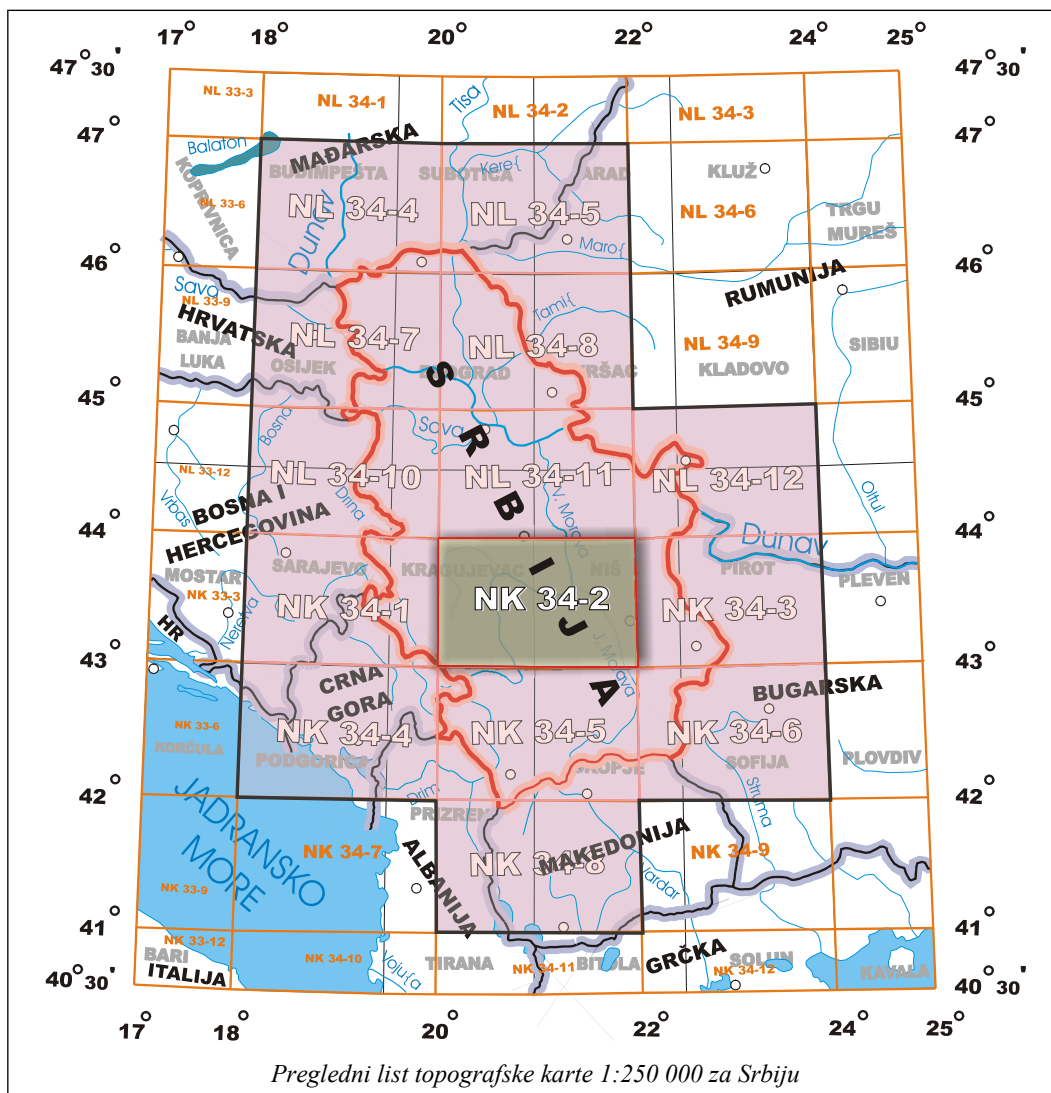 17° 18° 20° 22° 24° 25°
47° 30' 47° 30'
NL 33-3 NL 34-1 NL 34-2 NL 34-3
Tisa
47° 47°
Balaton MAĐARSKA
KOPRIVNICA BUDIMPEŠTA SUBOTICA Kere{ ARAD KLUŽ
NL 33-6 NL 34-4 NL 34-5 NL 34-6 TRGU
MUREŠ
Dunav Maro{
46° 46°
RUMUNIJA
Sava
NL 33-9 Tami{
HRVATSKA NL 34-7 NL 34-8 NL 34-9 SIBIU
BANJA
LUKA OSIJEK VRŠAC KLADOVO
45° 45°
S R B I J A
Bosna Sava
NL 33-12 NL 34-10 NL 34-11 NL 34-12
Vrbas Drina V. Morava Oltul
BOSNA I
HERCEGOVINA
44° 44°
Dunav
MOSTAR SARAJEVO KRAGUJEVAC NIŠ PIROT PLEVEN
NK 33-3 NK 34-1 NK 34-2 NK 34-3
HR Neretva J. Morava
43° 43°
CRNA
GORA BUGARSKA
NK 33-6 NK 34-4 NK 34-5 NK 34-6
KORČULA PODGORICA SKOPJE SOFIJA PLOVDIV
42° 42°
Drim Struma
PRIZREN
JADRANSKO
MORE
NK 34-7 ALBANIJA MAKEDONIJA NK 34-9
NK 33-9 NK 34-8 Vardar
41° 41°
NK 33-12
BARI NK 34-10 TIRANA NK 34-11 BITOLA GRČKA SOLUN
ITALIJA Voju{a NK 34-12 KAVALA
40° 30' 40° 30'
17° 18° 20° 22° 24° 25°
Pregledni list topografske karte 1:250 000 za Srbiju